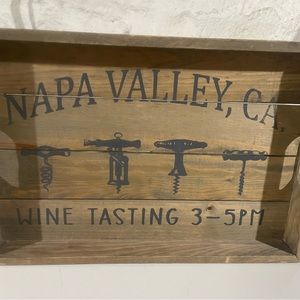 NAPA VALLEY, CA.
WINE TASTING 3-5PM